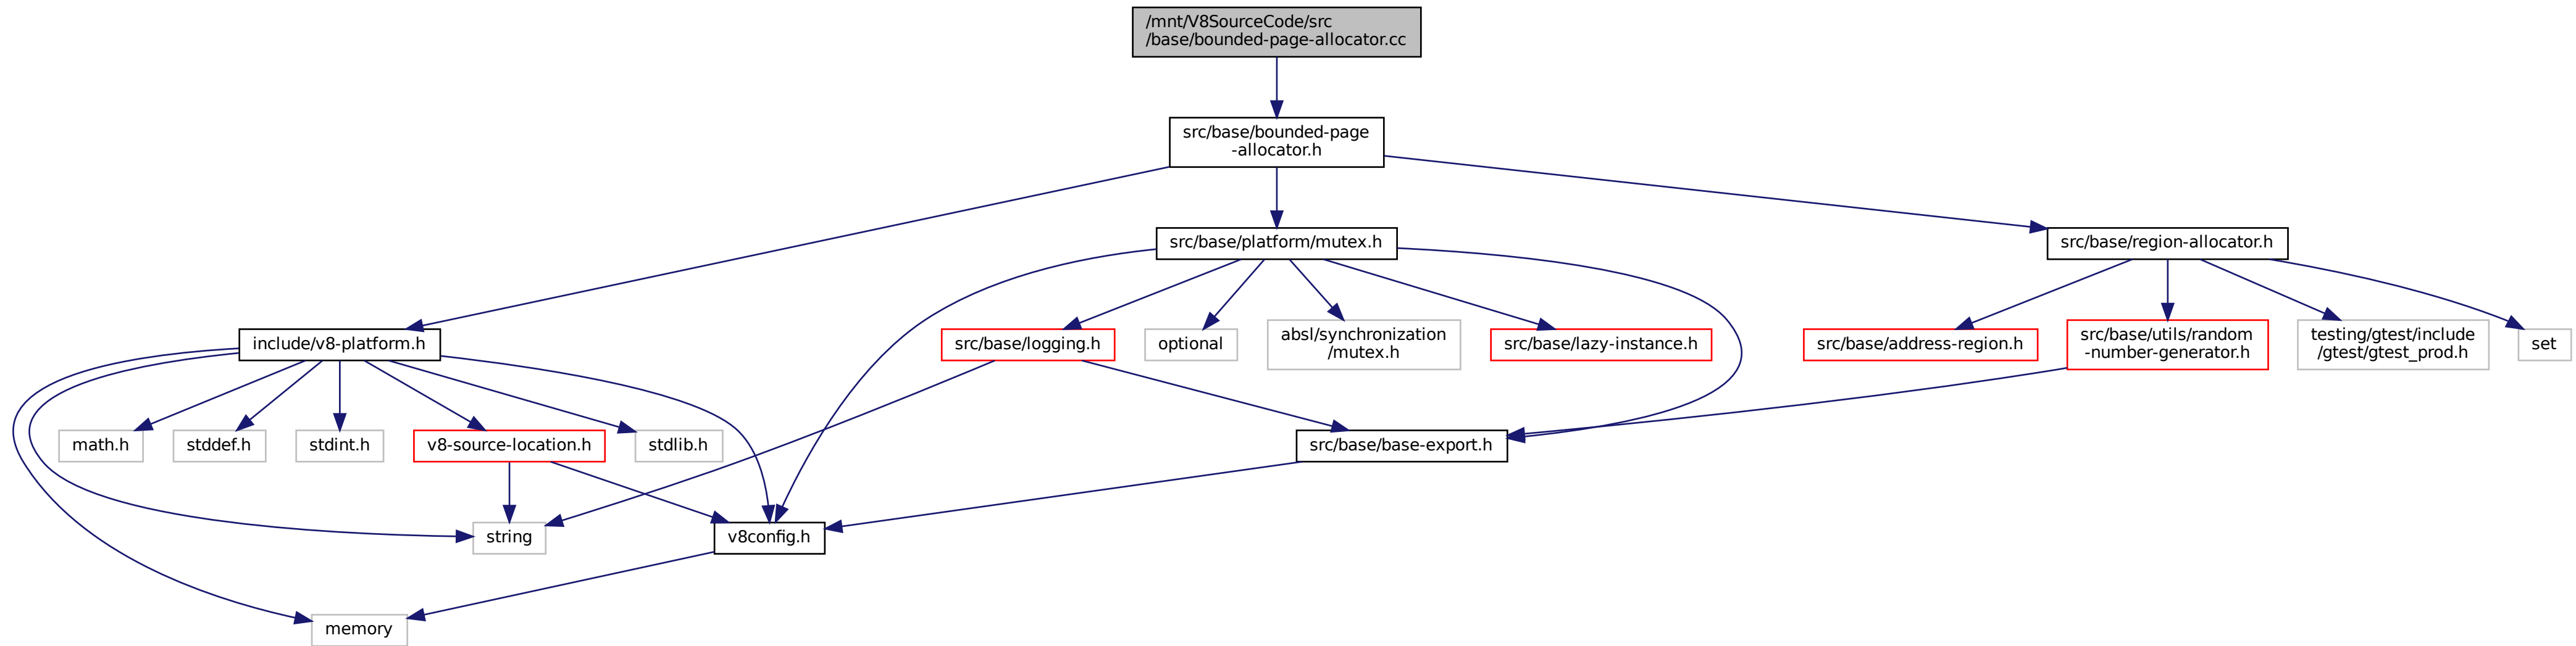 /mnt/V8SourceCode/src
/base/bounded-page-allocator.cc
src/base/bounded-page
-allocator.h
src/base/platform/mutex.h
src/base/region-allocator.h
include/v8-platform.h
src/base/logging.h
optional
absl/synchronization
/mutex.h
src/base/lazy-instance.h
src/base/address-region.h
src/base/utils/random
-number-generator.h
testing/gtest/include
/gtest/gtest_prod.h
set
math.h
stddef.h
stdint.h
v8-source-location.h
stdlib.h
src/base/base-export.h
string
v8config.h
memory